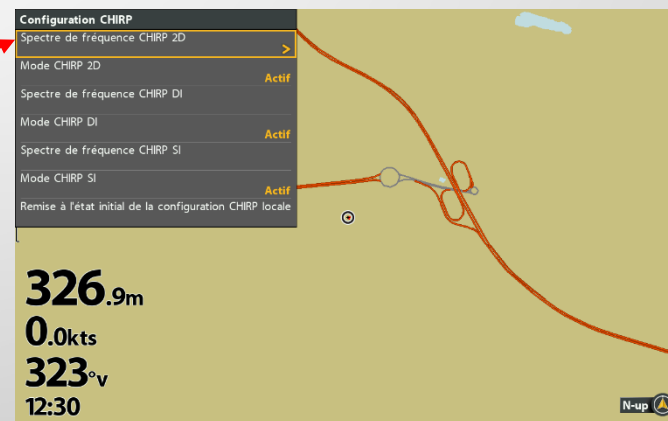 Configuration CHIRP
Spectre de fréquence CHIRP 2D
>
Mode CHIRP 2D
Actif
Spectre de fréquence CHIRP DI
Mode CHIRP DI
Actif
Spectre de fréquence CHIRP SI
Mode CHIRP SI
Actif
Remise à l'état initial de la configuration CHIRP locale
326.9m
0.0kts
323°v
12:30
N-up